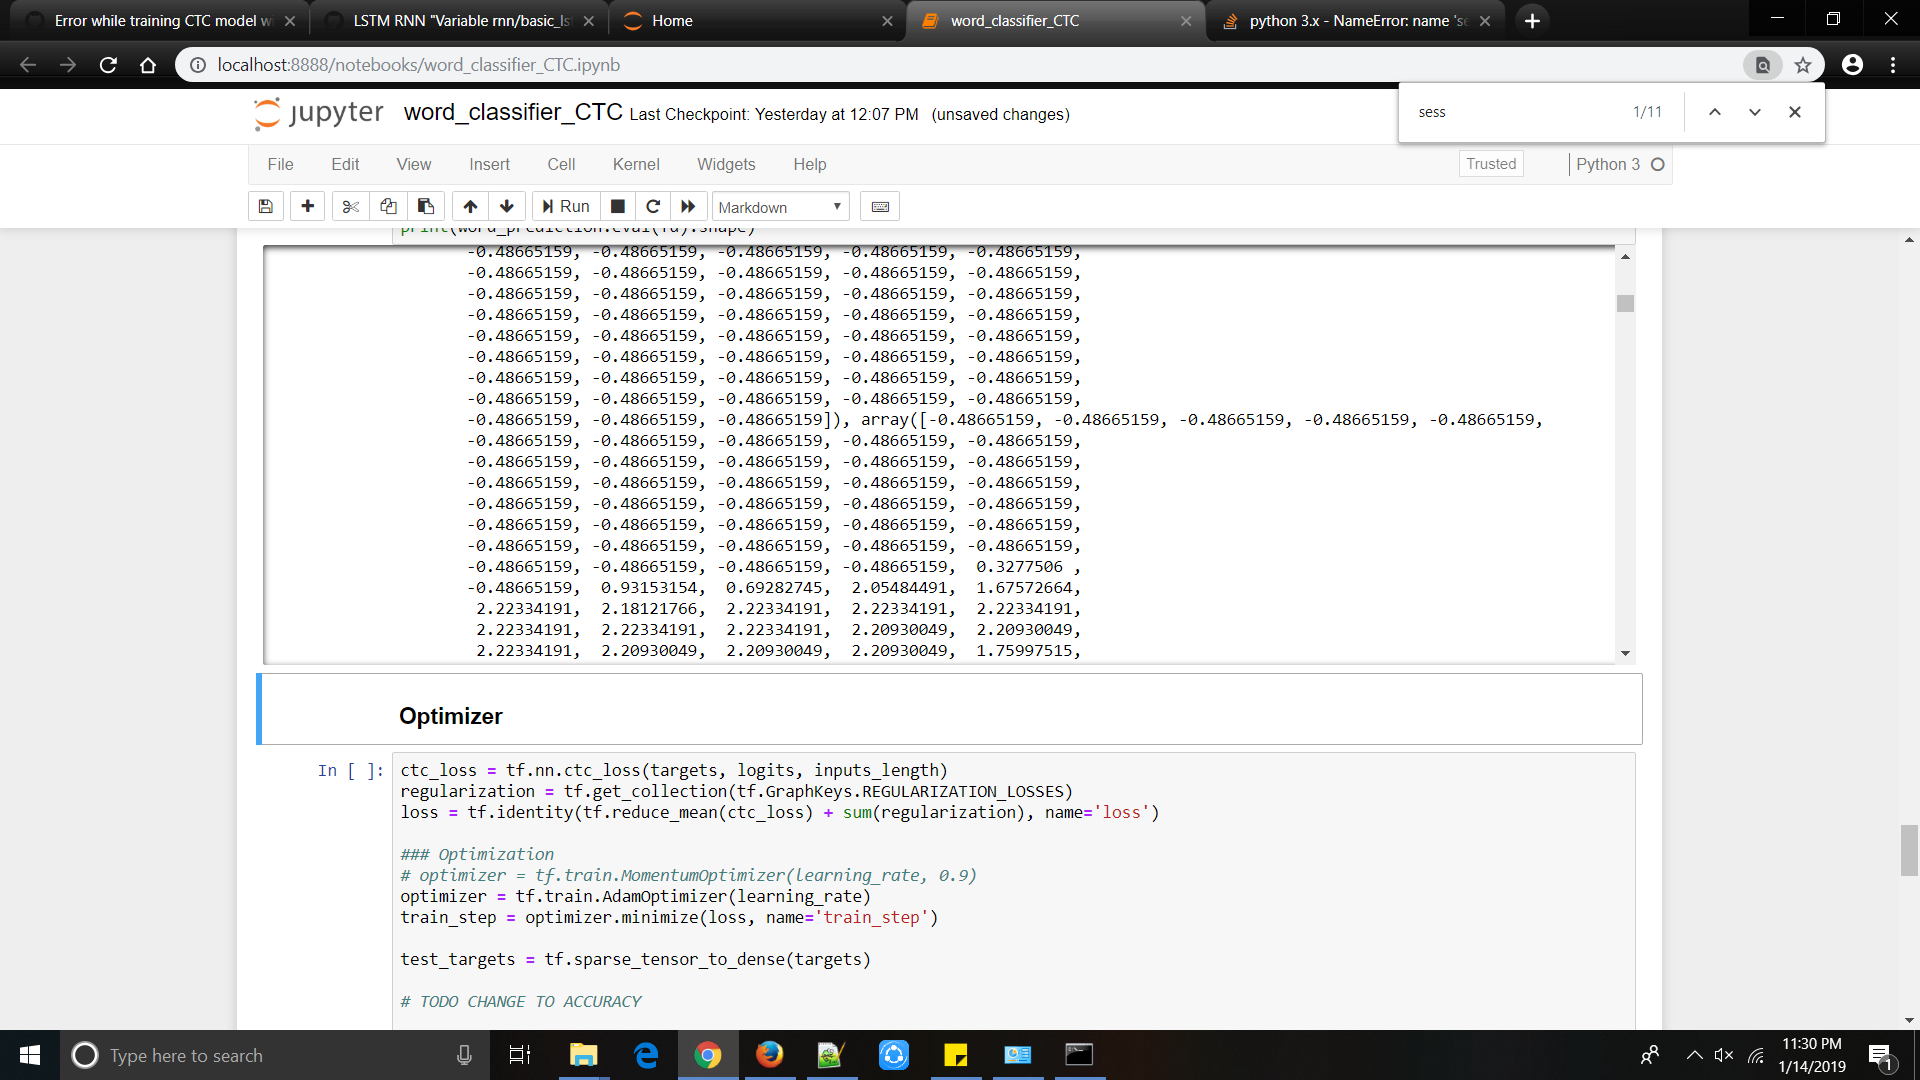 Error while training CTC model wi
LSTM RNN "Variable rnn/basic_ls
Home
word_classifier_CTC
python 3.x - NameError: name 'se
localhost:8888/notebooks/word_classifier_CTC.ipynb
sess 1/11
jupyter word_classifier_CTC Last Checkpoint: Yesterday at 12:07 PM (unsaved changes)
File Edit View Insert Cell Kernel Widgets Help
Trusted Python 3
Run Markdown
print(word_prediction.eval(fd).shape)
-0.48665159, -0.48665159, -0.48665159, -0.48665159, -0.48665159,
-0.48665159, -0.48665159, -0.48665159, -0.48665159, -0.48665159,
-0.48665159, -0.48665159, -0.48665159, -0.48665159, -0.48665159,
-0.48665159, -0.48665159, -0.48665159, -0.48665159, -0.48665159,
-0.48665159, -0.48665159, -0.48665159, -0.48665159, -0.48665159,
-0.48665159, -0.48665159, -0.48665159, -0.48665159, -0.48665159,
-0.48665159, -0.48665159, -0.48665159, -0.48665159, -0.48665159,
-0.48665159, -0.48665159, -0.48665159, -0.48665159, -0.48665159,
-0.48665159, -0.48665159, -0.48665159]), array([-0.48665159, -0.48665159, -0.48665159, -0.48665159, -0.48665159,
-0.48665159, -0.48665159, -0.48665159, -0.48665159, -0.48665159,
-0.48665159, -0.48665159, -0.48665159, -0.48665159, -0.48665159,
-0.48665159, -0.48665159, -0.48665159, -0.48665159, -0.48665159,
-0.48665159, -0.48665159, -0.48665159, -0.48665159, -0.48665159,
-0.48665159, -0.48665159, -0.48665159, -0.48665159, -0.48665159,
-0.48665159, -0.48665159, -0.48665159, -0.48665159, -0.48665159,
-0.48665159, -0.48665159, -0.48665159, -0.48665159, 0.3277506 ,
-0.48665159, 0.93153154, 0.69282745, 2.05484491, 1.67572664,
2.22334191, 2.18121766, 2.22334191, 2.22334191, 2.22334191,
2.22334191, 2.22334191, 2.22334191, 2.20930049, 2.20930049,
2.22334191, 2.20930049, 2.20930049, 2.20930049, 1.75997515,
Optimizer
In [ ]: ctc_loss = tf.nn.ctc_loss(targets, logits, inputs_length)
regularization = tf.get_collection(tf.GraphKeys.REGULARIZATION_LOSSES)
loss = tf.identity(tf.reduce_mean(ctc_loss) + sum(regularization), name='loss')
### Optimization
# optimizer = tf.train.MomentumOptimizer(learning_rate, 0.9)
optimizer = tf.train.AdamOptimizer(learning_rate)
train_step = optimizer.minimize(loss, name='train_step')
test_targets = tf.sparse_tensor_to_dense(targets)
# TODO CHANGE TO ACCURACY
Type here to search
11:30 PM
1/14/2019
1